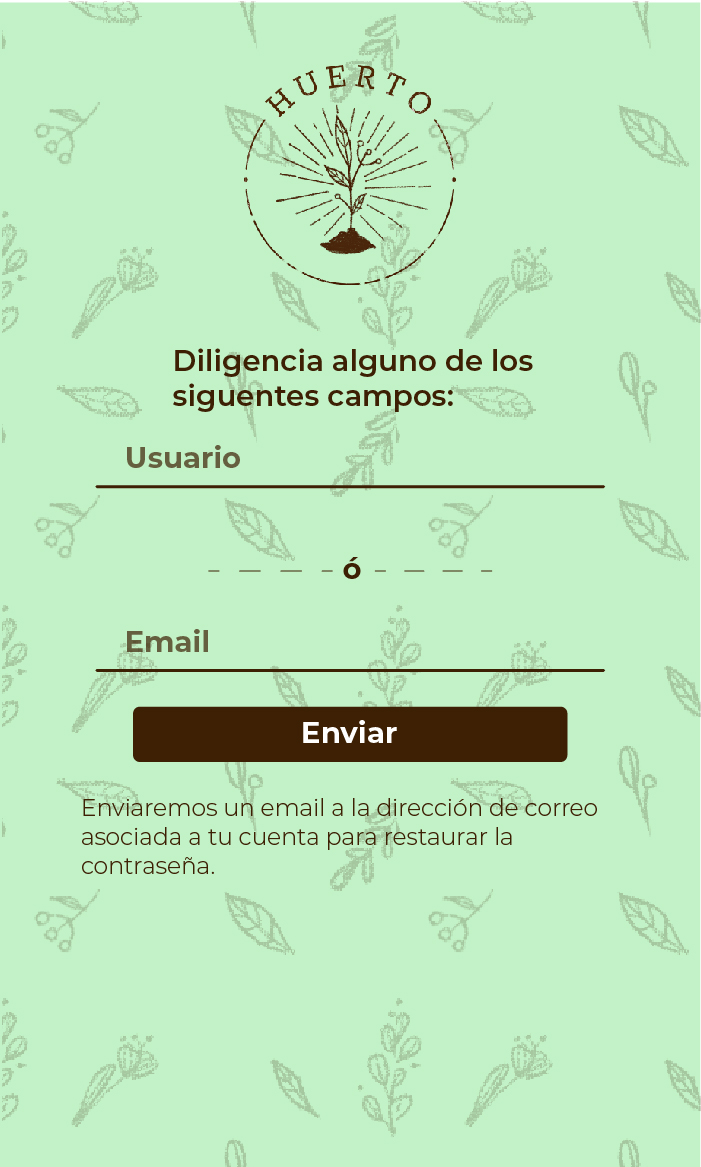 HUERTO
Diligencia alguno de los
siguentes campos:
Usuario
ó
Email
Enviar
Enviaremos un email a la dirección de correo
asociada a tu cuenta para restaurar la
contraseña.